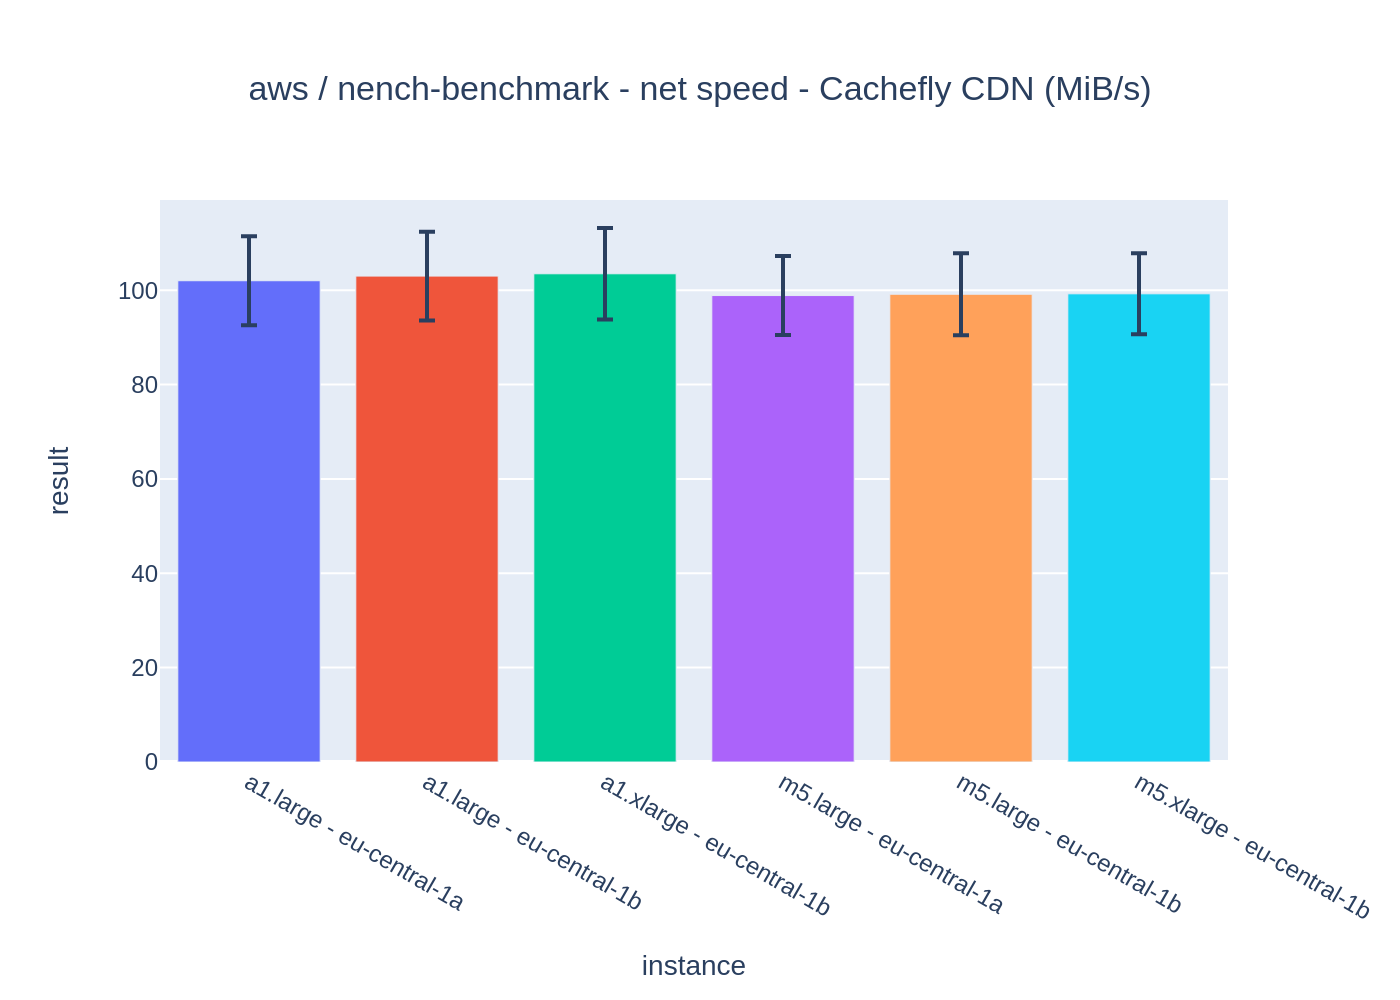 aws / nench-benchmark - net speed - Cachefly CDN (MiB/s)
result
100
80
60
40
20
0
a1.large - eu-central-1a
a1.large - eu-central-1b
a1.xlarge - eu-central-1b
m5.large - eu-central-1a
m5.large - eu-central-1b
m5.xlarge - eu-central-1b
instance